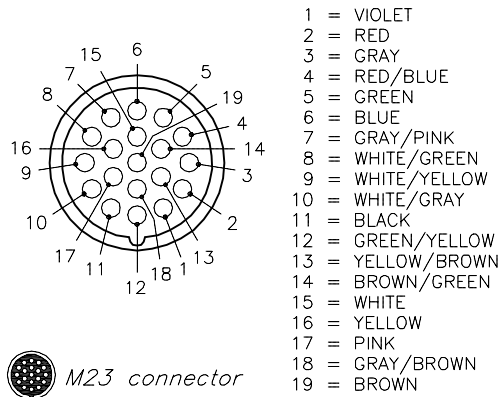 6
15
5
7
19
8
4
16
14
9
3
10
2
17
13
11
18
1
12
1 = VIOLET
2 = RED
3 = GRAY
4 = RED/BLUE
5 = GREEN
6 = BLUE
7 = GRAY/PINK
8 = WHITE/GREEN
9 = WHITE/YELLOW
10 = WHITE/GRAY
11 = BLACK
12 = GREEN/YELLOW
13 = YELLOW/BROWN
14 = BROWN/GREEN
15 = WHITE
16 = YELLOW
17 = PINK
18 = GRAY/BROWN
19 = BROWN
M23 connector